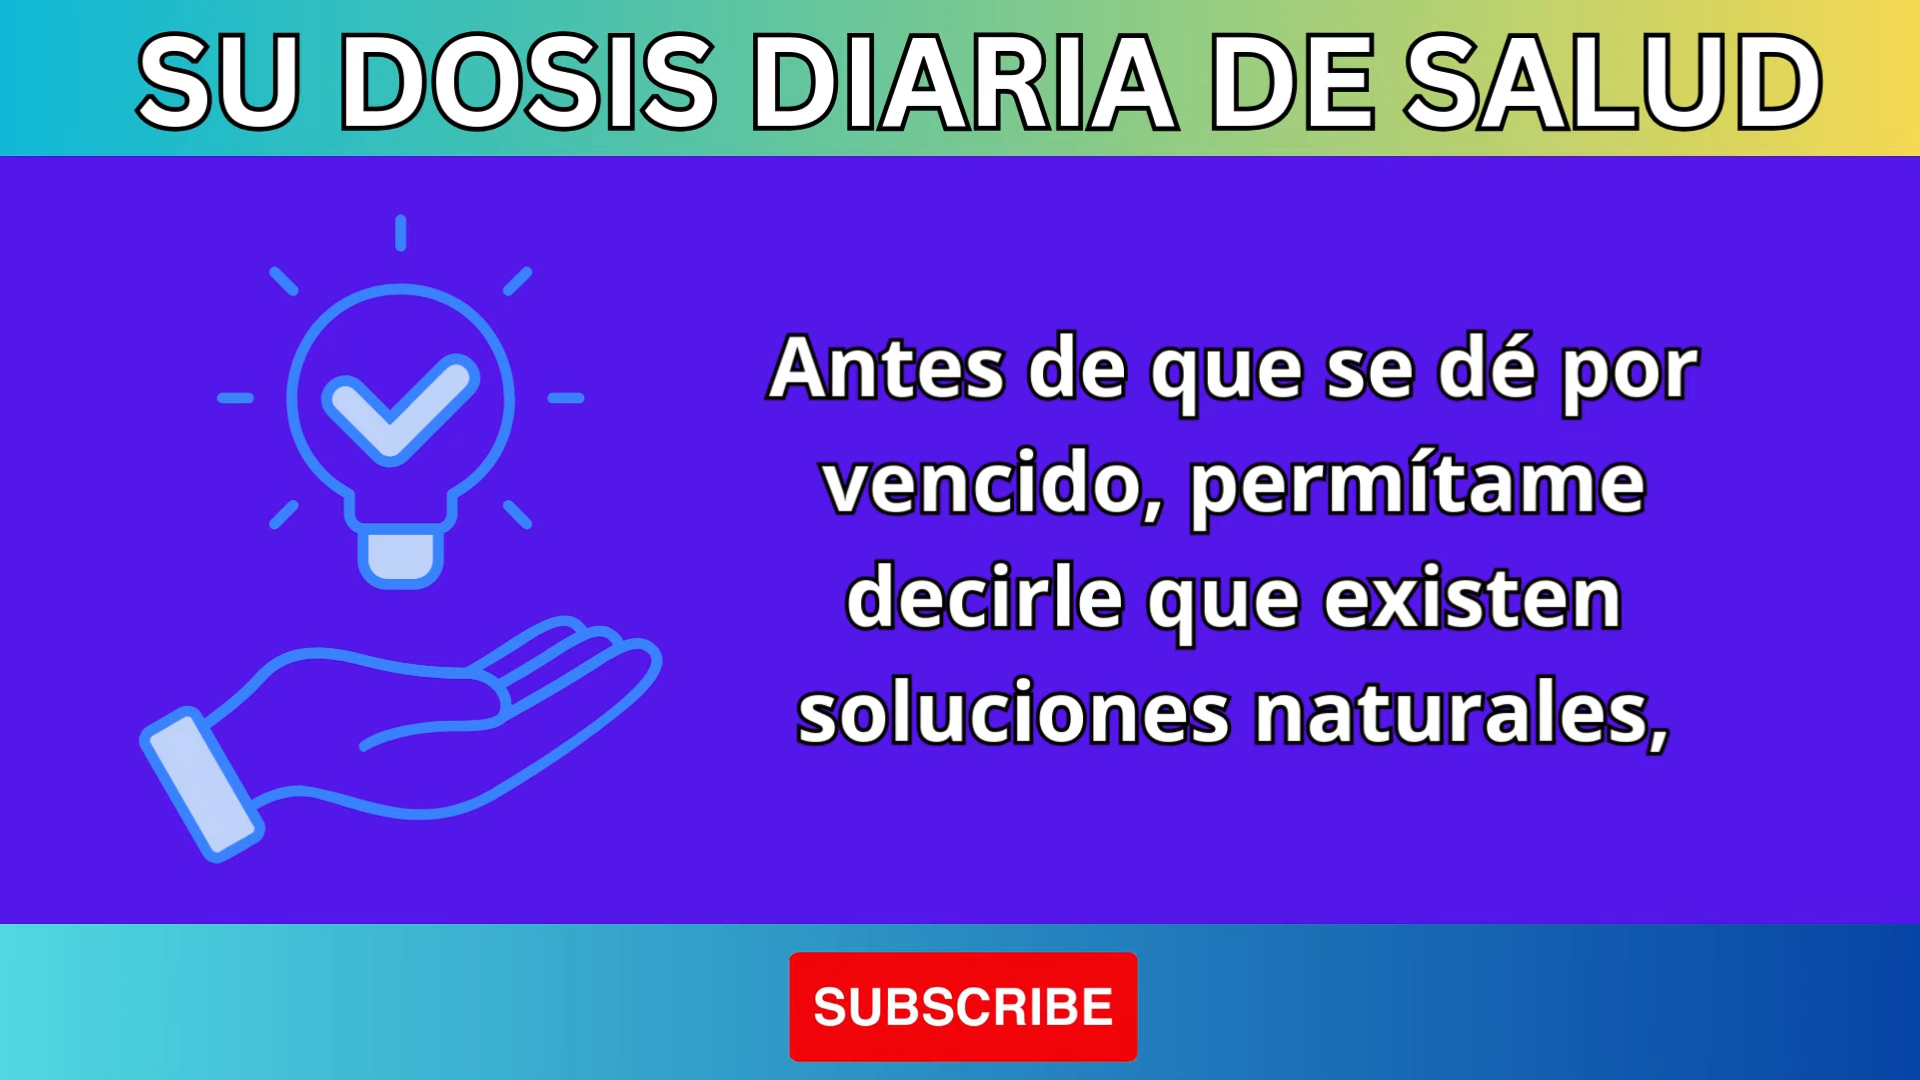 SU DOSIS DIARIA DE SALUD
Antes de que se dé por
vencido, permítame
decirle que existen
soluciones naturales,
SUBSCRIBE